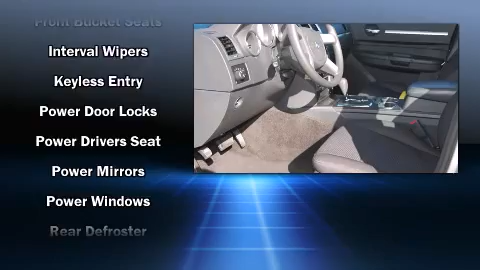 Front Bucket Seats
Interval Wipers
Keyless Entry
Power Door Locks
Power Drivers Seat
Power Mirrors
Power Windows
Rear Defroster